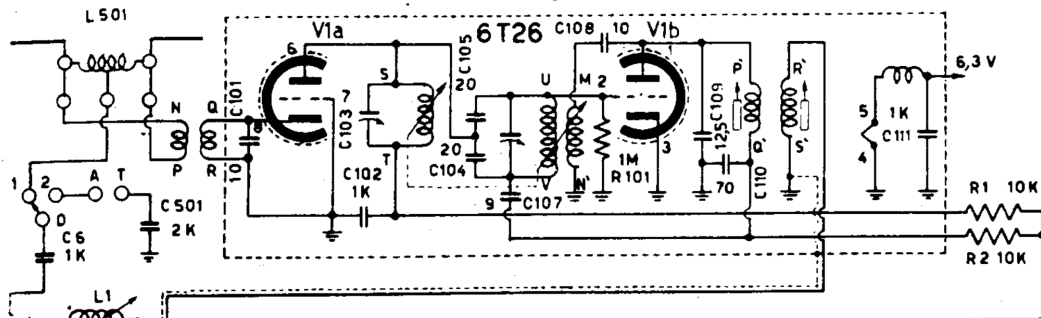 L501
V1a
6T26
C108
10
V1b
6,3 V
6
C105
S
20
U
M
2
P'
R'
C109
12,5
N
Q
C101
8
7
C103
5
1K
C111
4
20
1M
R101
3
Q'
S'
P
R
10
T
C104
V
N'
70
C110
C102
1K
9
C107
1
2
A
T
D
C501
2K
R1 10K
R2 10K
C6
1K
L1